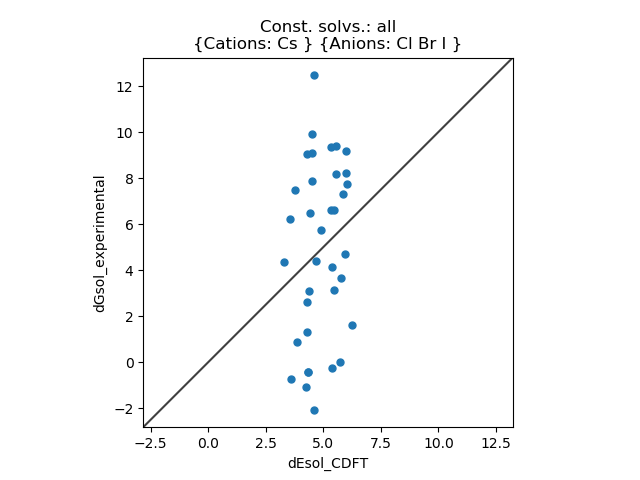 Const. solvs.: all
{Cations: Cs } {Anions: Cl Br I }
12
10
8
6
4
2
0
−2
dGsol_experimental
−2.5 0.0 2.5 5.0 7.5 10.0 12.5
dEsol_CDFT